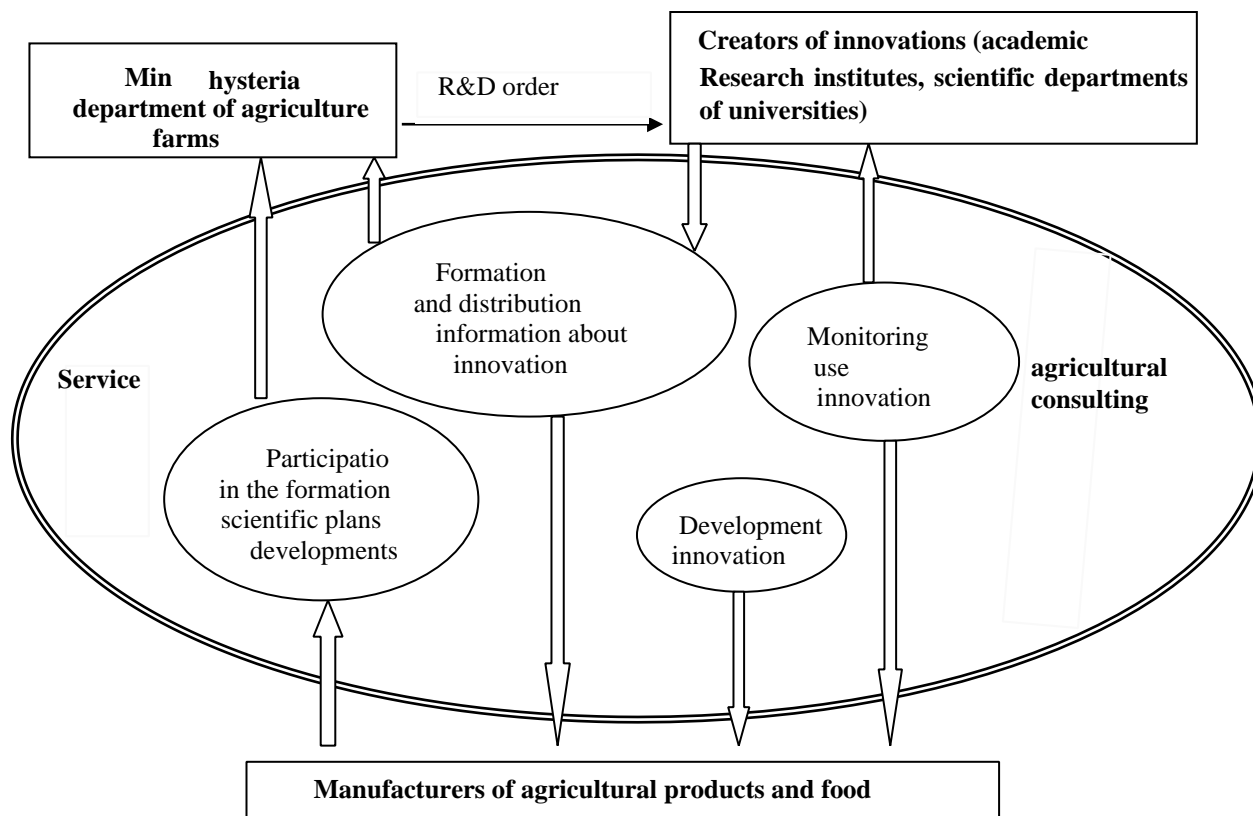 Min hysteria
department of agriculture
farms
R&D order
Creators of innovations (academic
Research institutes, scientific departments
of universities)
Formation
and distribution
information about
innovation
Monitoring
use
innovation
Service
agricultural
consulting
Participatio
in the formation
scientific plans
developments
Development
innovation
Manufacturers of agricultural products and food